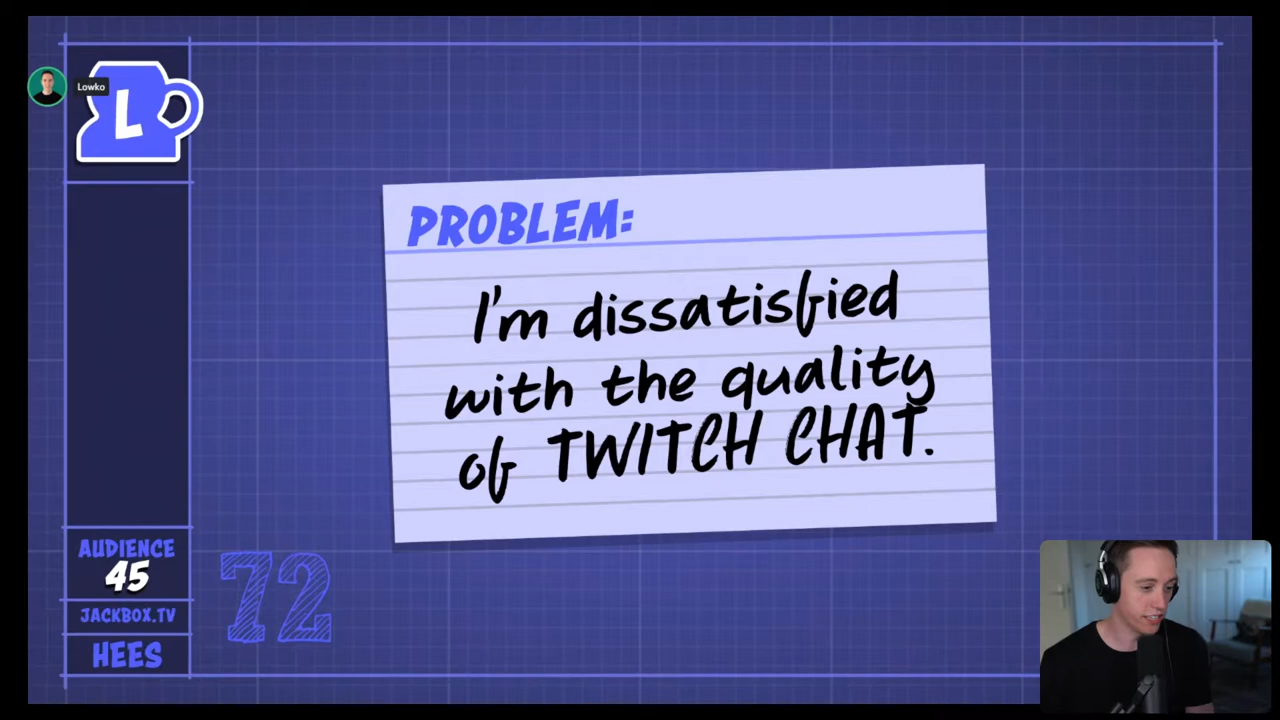 Lowko
L
PROBLEM:
I'm dissatisfied
with the quality
of TWITCH CHAT.
AUDIENCE
45
JACKBOX.TV
HEES
72